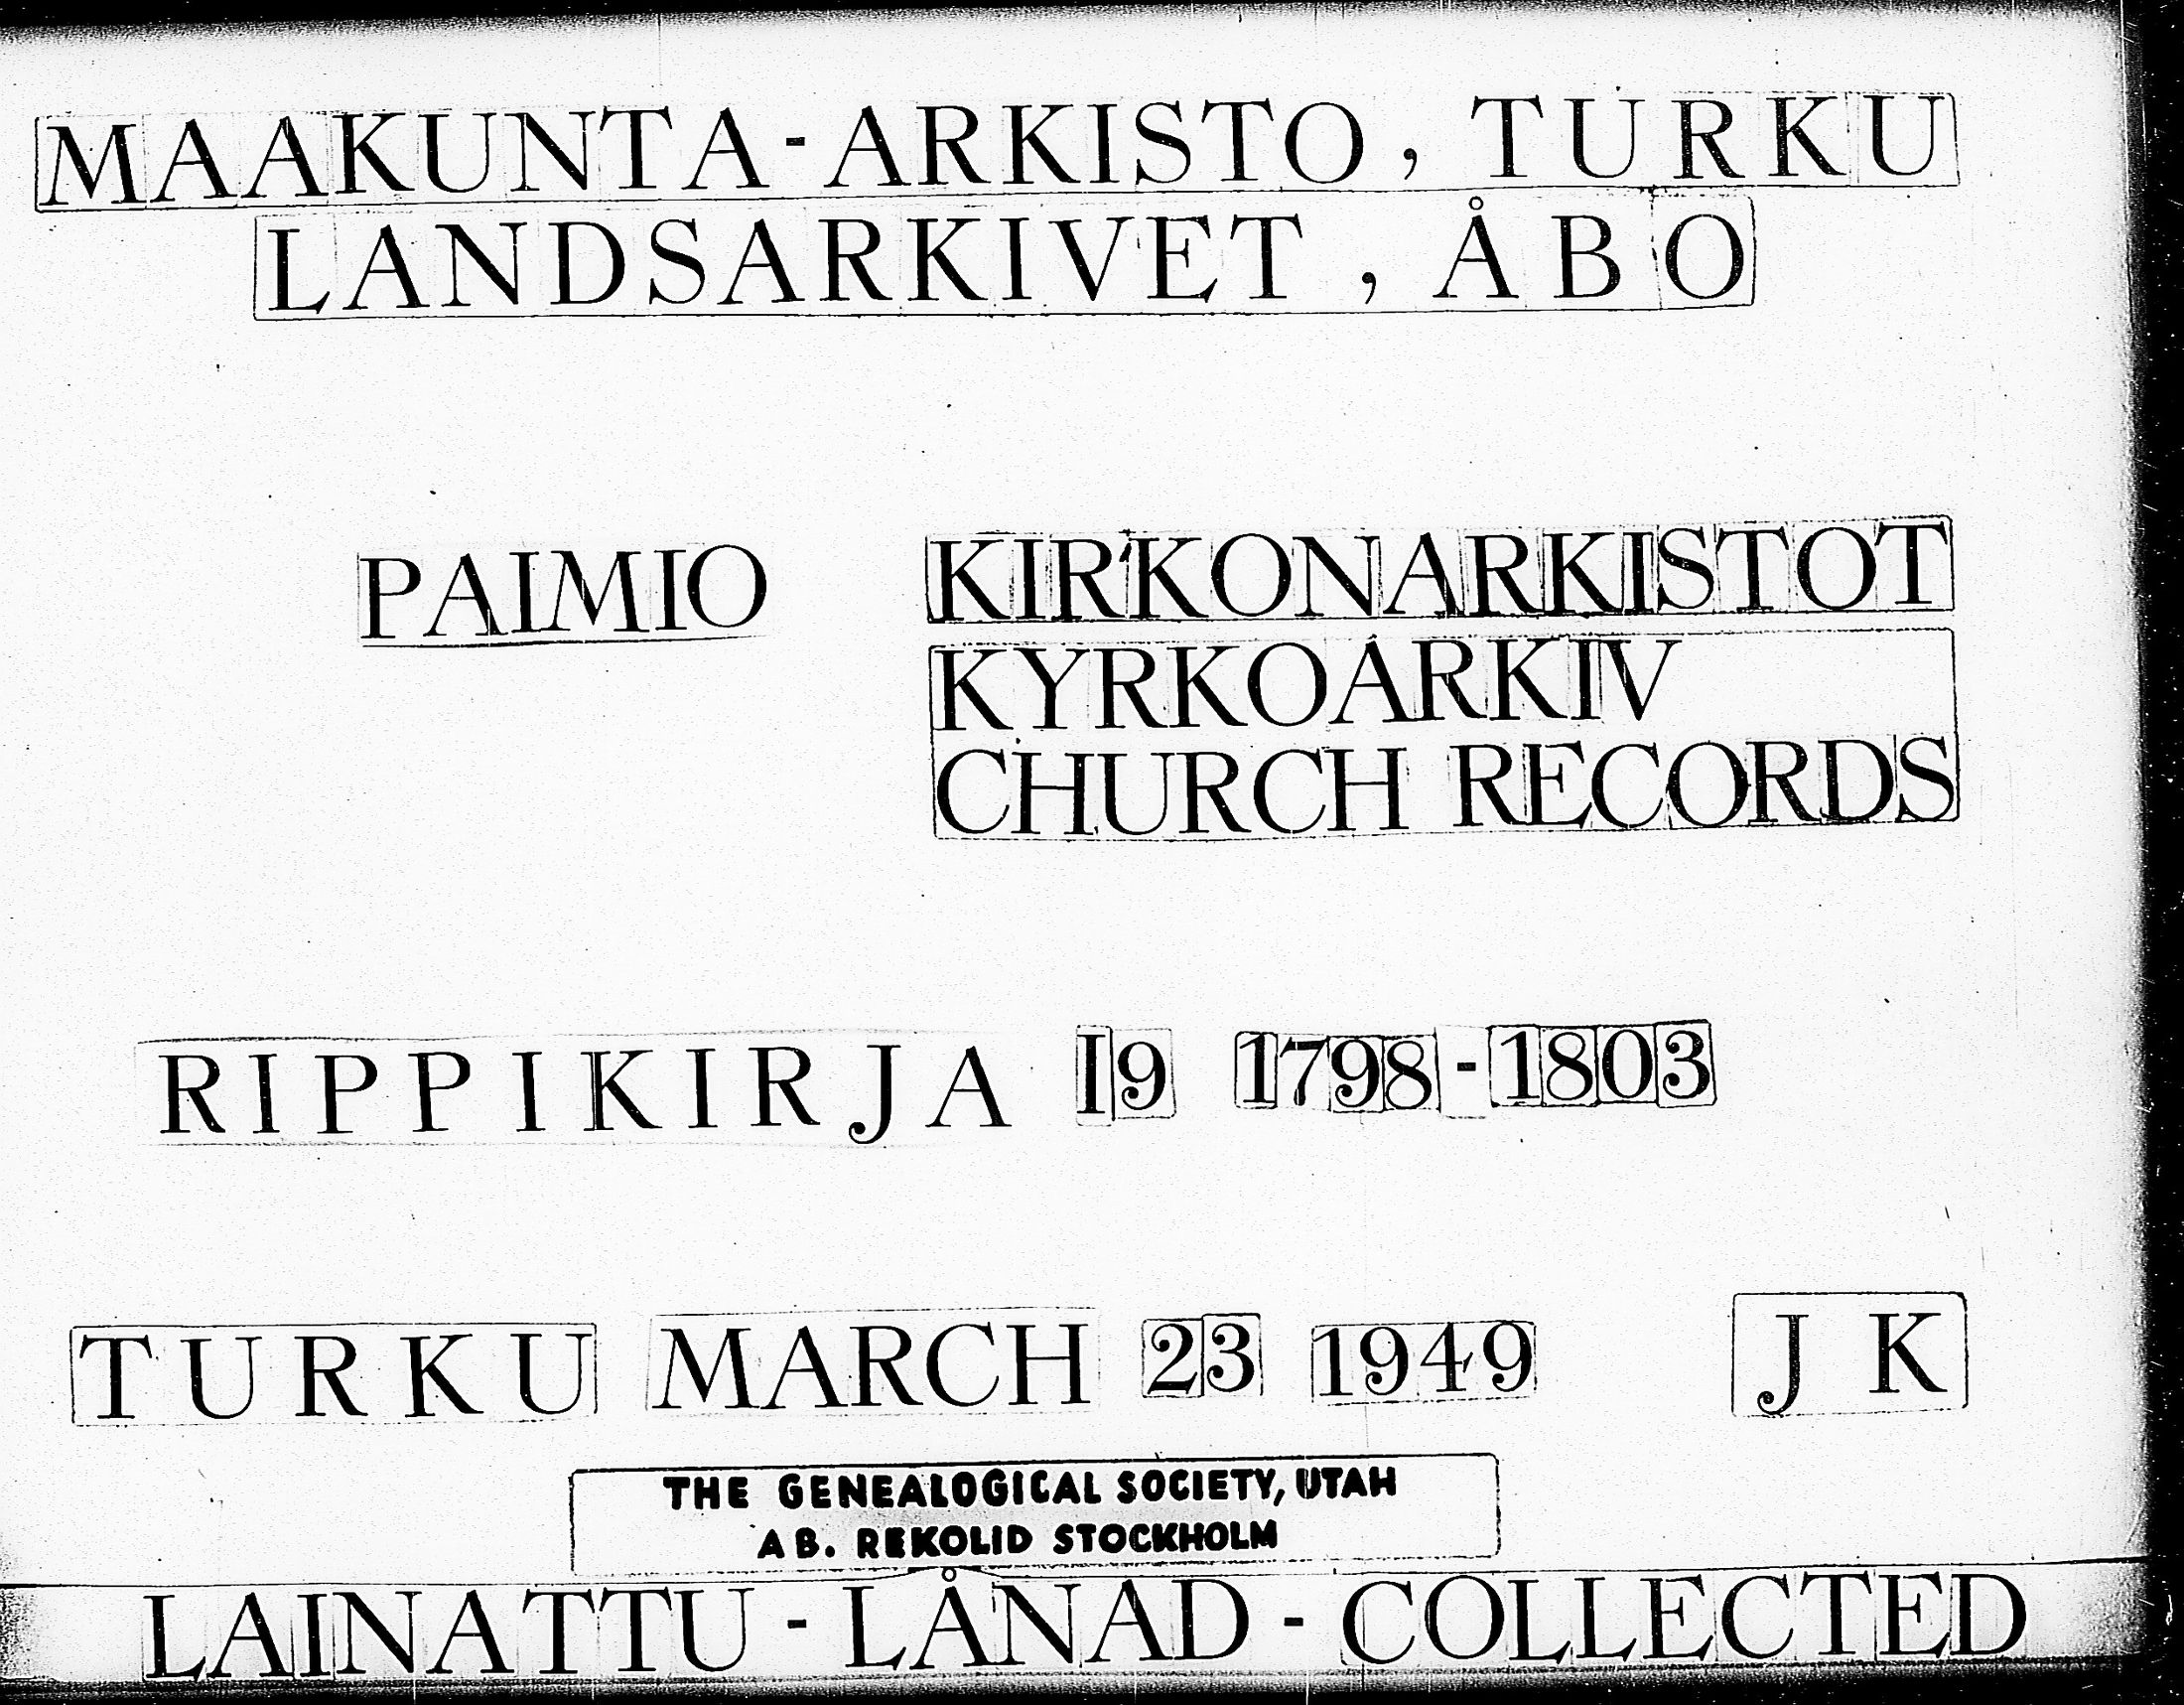 MAAKUNTA-ARKISTO, TURKU
LANDSARKIVET, ÅBO
PAIMIO KIRKONARKISTOT
KYRKOARKIV
CHURCH RECORDS
RIPPIKIRJA I9 1798-1803
TURKU MARCH 23 1949 J K
THE GENEALOGICAL SOCIETY, UTAH
AB. REKOLID STOCKHOLM
LAINATTU - LÅNAD - COLLECTED